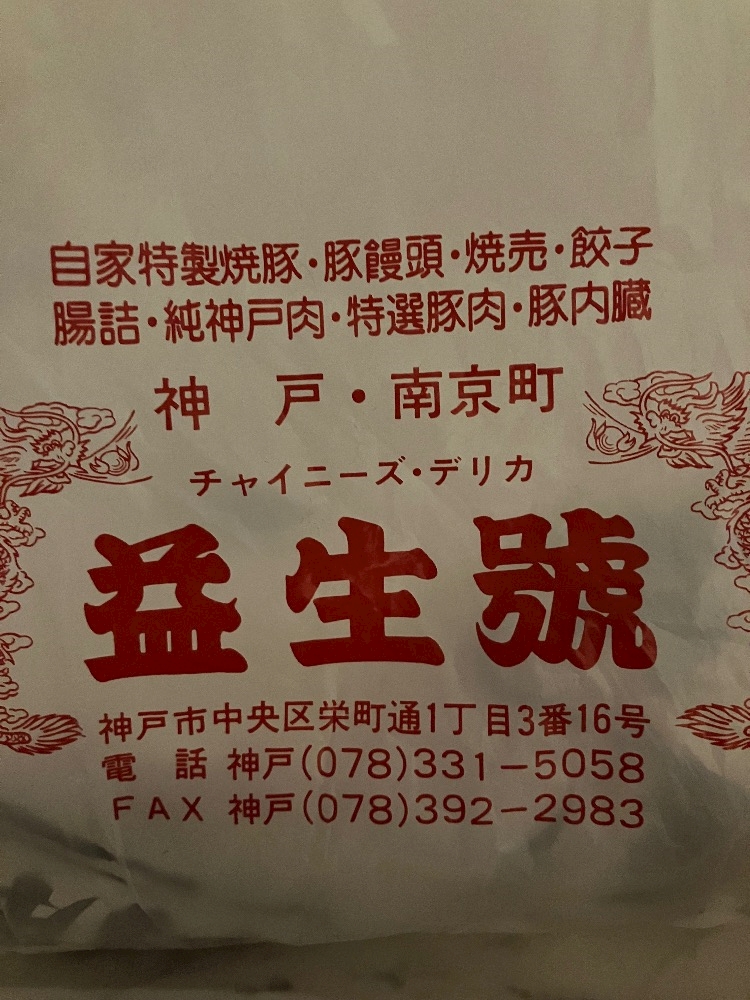 自家特製焼豚・豚饅頭・焼売・餃子
腸詰・純神戸肉・特選豚肉・豚内臓
神戸・南京町
チャイニーズ・デリカ
益生號
神戸市中央区栄町通1丁目3番16号
電話 神戸(078)331-5058
FAX 神戸(078)392-2983